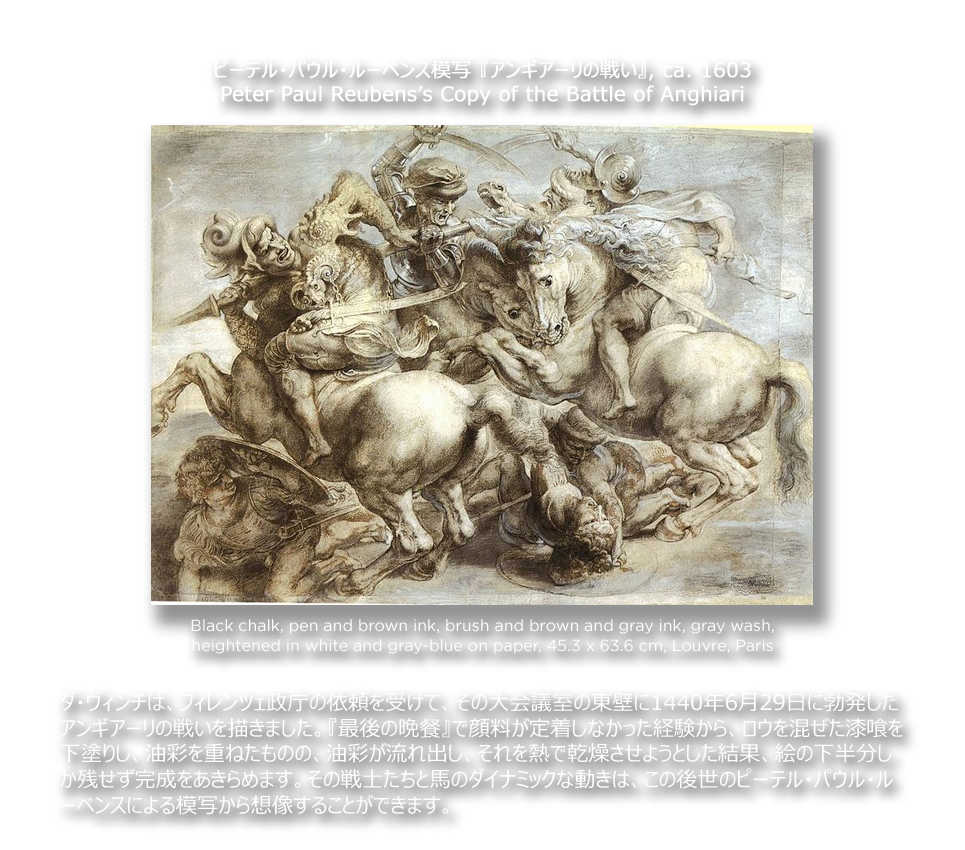 ピーテル・パウル・ルーベンス模写『アンギアーリの戦い』, ca. 1603
Peter Paul Reubens’s Copy of the Battle of Anghiari
Black chalk, pen and brown ink, brush and brown and gray ink, gray wash,
heightened in white and gray-blue on paper, 45.3 x 63.6 cm, Louvre, Paris
ダ・ヴィンチは、フィレンツェ政庁の依頼を受けて、その大会議室の東壁に1440年6月29日に勃発した
アンギアーリの戦いを描きました。『最後の晩餐』で顔料が定着しなかった経験から、ロウを混ぜた漆喰を
下塗りし、油彩を重ねたものの、油彩が流れ出し、それを熱で乾燥させようとした結果、絵の下半分し
か残せず完成をあきらめます。その戦士たちと馬のダイナミックな動きは、この後世のピーテル・パウル・ル
ーベンスによる模写から想像することができます。